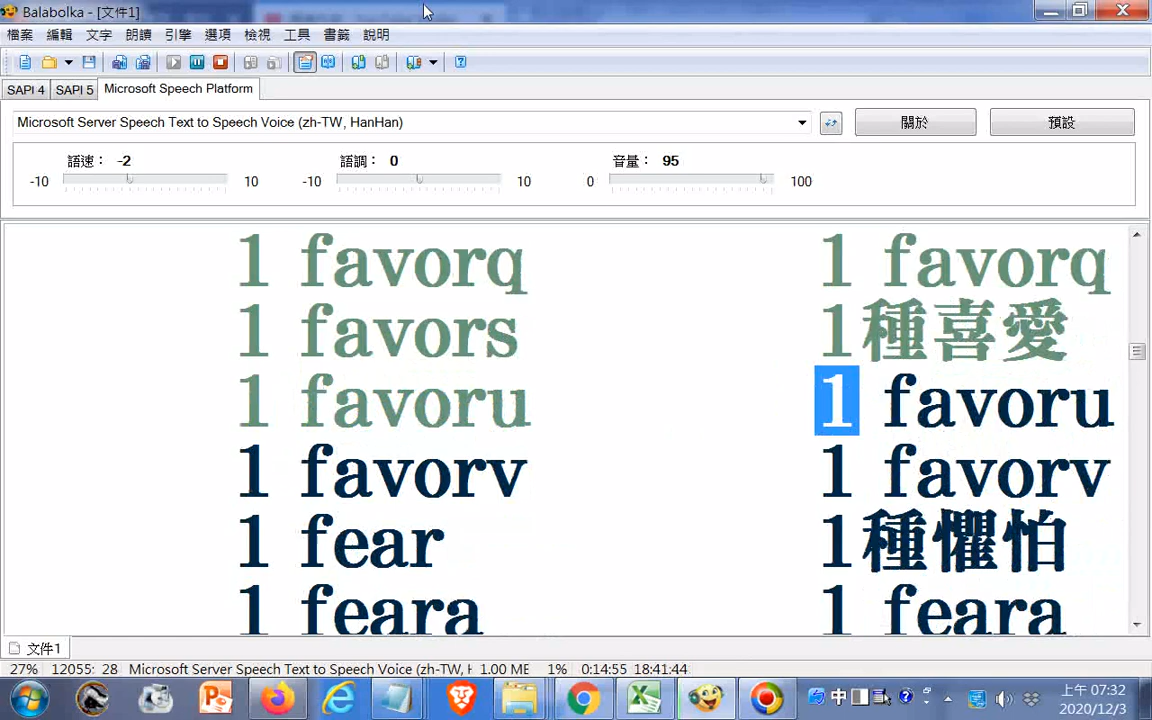 Balabolka - [文件1]
檔案 編輯 文字 朗讀 引擎 選項 檢視 工具 書籤 說明
SAPI 4 SAPI 5 Microsoft Speech Platform
Microsoft Server Speech Text to Speech Voice (zh-TW, HanHan) 關於 預設
語速： -2 語調： 0 音量： 95
-10 10 -10 10 0 100
1 favorq 1 favorq
1 favors 1種喜愛
1 favoru 1 favoru
1 favorv 1 favorv
1 fear 1種懼怕
1 feara 1 feara
文件1
27% 12055: 28 Microsoft Server Speech Text to Speech Voice (zh-TW, 1.00 ME 1% 0:14:55 18:41:44
中 上午 07:32
2020/12/3